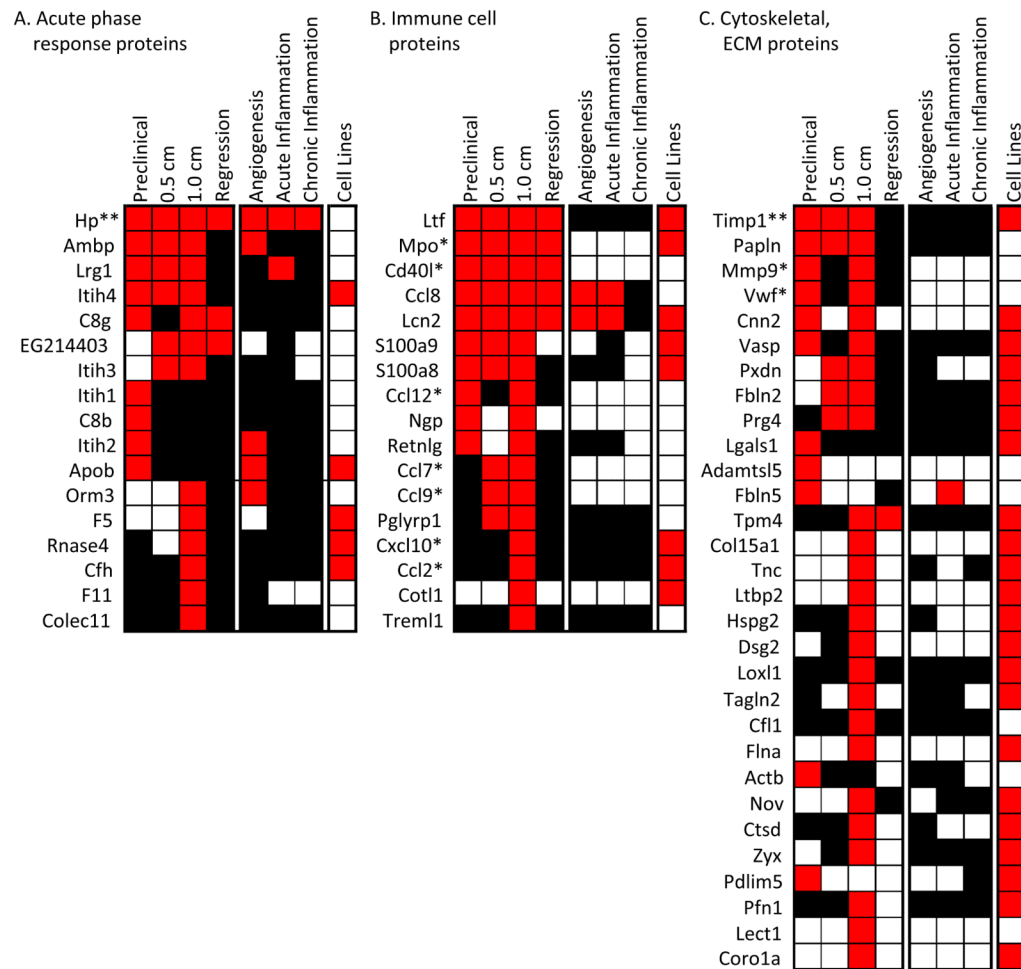 A. Acute phase
response proteins
Preclinical
0.5 cm
1.0 cm
Regression
Angiogenesis
Acute Inflammation
Chronic Inflammation
Cell Lines
Hp**
Ambp
Lrg1
Itih4
C8g
EG214403
Itih3
Itih1
C8b
Itih2
Apob
Orm3
F5
Rnase4
Cfh
F11
Colec11
B. Immune cell
proteins
Preclinical
0.5 cm
1.0 cm
Regression
Angiogenesis
Acute Inflammation
Chronic Inflammation
Cell Lines
Ltf
Mpo*
Cd40l*
Ccl8
Lcn2
S100a9
S100a8
Ccl12*
Ngp
Retnlg
Ccl7*
Ccl9*
Pglyrp1
Cxcl10*
Ccl2*
Cotl1
Treml1
C. Cytoskeletal,
ECM proteins
Preclinical
0.5 cm
1.0 cm
Regression
Angiogenesis
Acute Inflammation
Chronic Inflammation
Cell Lines
Timp1**
Papln
Mmp9*
Vwf*
Cnn2
Vasp
Pxdn
Fbln2
Prg4
Lgals1
Adamtsl5
Fbln5
Tpm4
Col15a1
Tnc
Ltbp2
Hspg2
Dsg2
Loxl1
Tagln2
Cfl1
Flna
Actb
Nov
Ctsd
Zyx
Pdlim5
Pfn1
Lect1
Coro1a